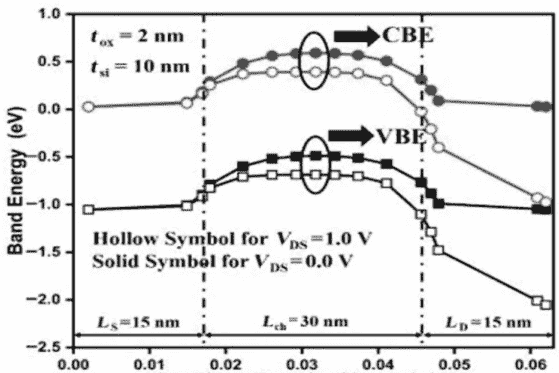 t_ox = 2 nm
t_si = 10 nm
CBE
VBE
Hollow Symbol for V_DS=1.0 V
Solid Symbol for V_DS=0.0 V
L_S=15 nm
L_ch=30 nm
L_D=15 nm
Band Energy (eV)
1.0
0.5
0.0
−0.5
−1.0
−1.5
−2.0
−2.5
0.00
0.01
0.02
0.03
0.04
0.05
0.06